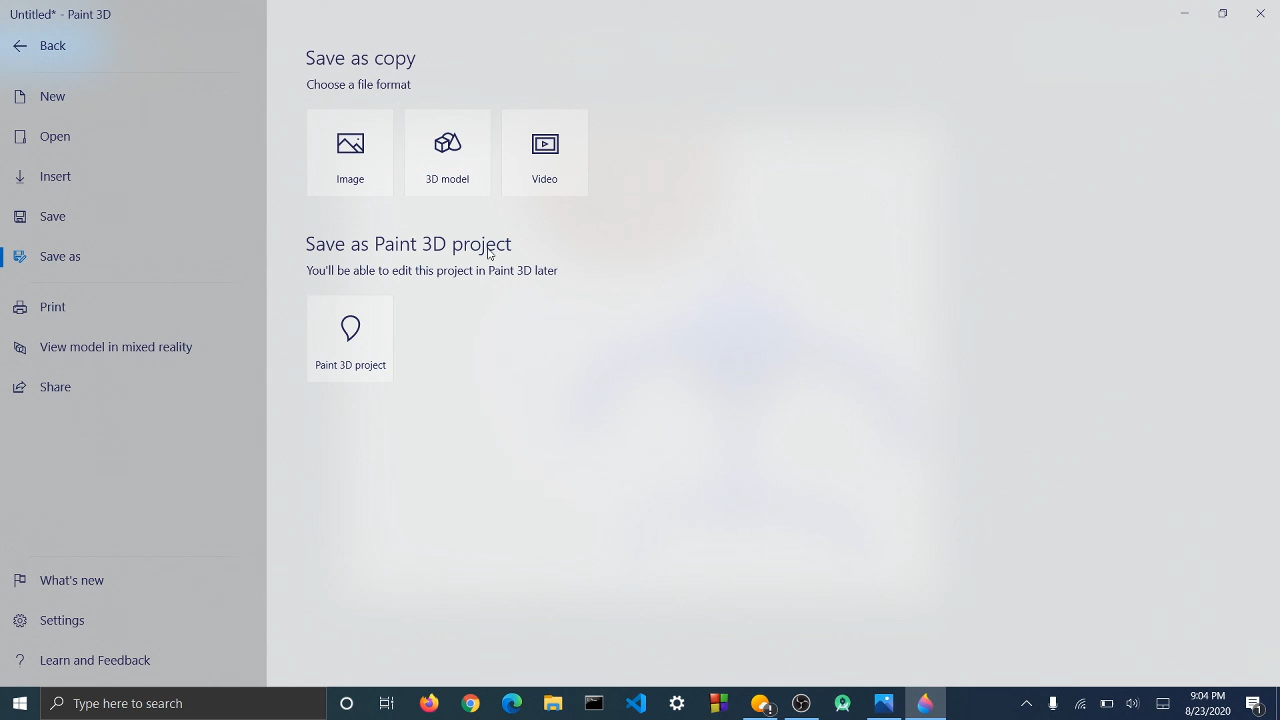 Untitled* - Paint 3D
Back
New
Open
Insert
Save
Save as
Print
View model in mixed reality
Share
What's new
Settings
? Learn and Feedback
Save as copy
Choose a file format
Image
3D model
Video
Save as Paint 3D project
You'll be able to edit this project in Paint 3D later
Paint 3D project
Type here to search
9:04 PM
8/23/2020
1